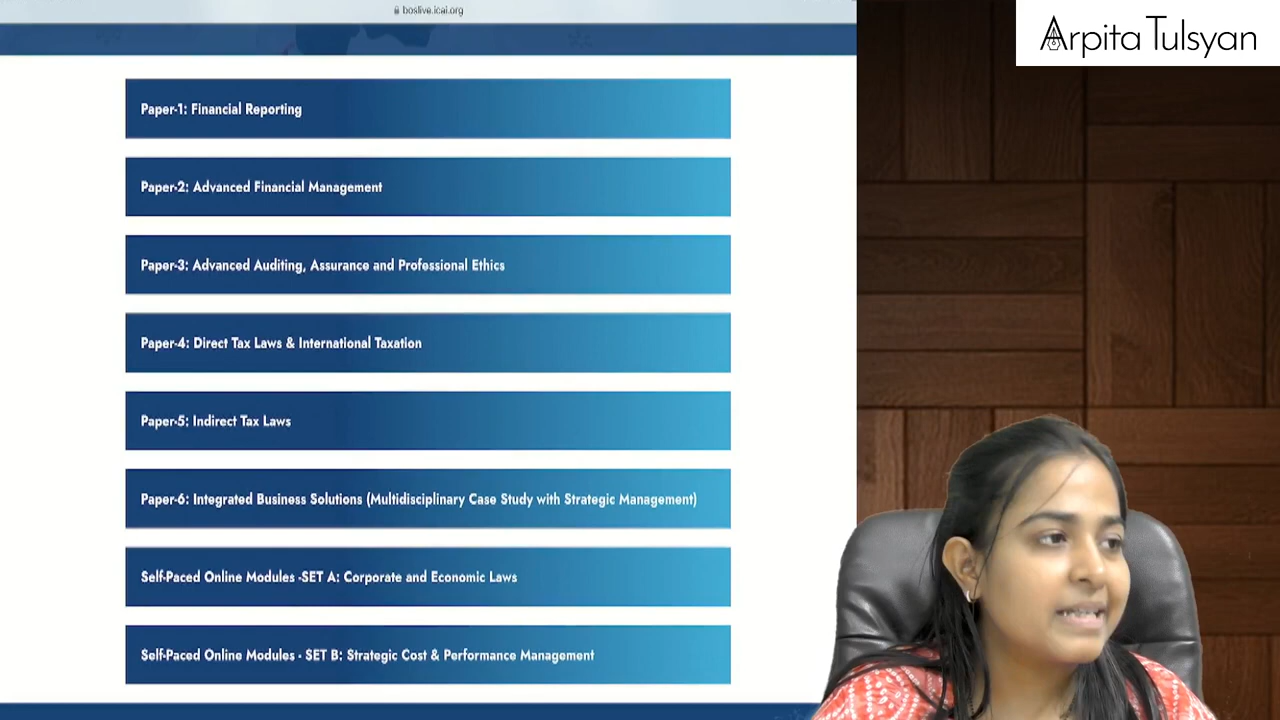 boslive.icai.org
Arpita Tulsyan
Paper-1: Financial Reporting
Paper-2: Advanced Financial Management
Paper-3: Advanced Auditing, Assurance and Professional Ethics
Paper-4: Direct Tax Laws & International Taxation
Paper-5: Indirect Tax Laws
Paper-6: Integrated Business Solutions (Multidisciplinary Case Study with Strategic Management)
Self-Paced Online Modules -SET A: Corporate and Economic Laws
Self-Paced Online Modules - SET B: Strategic Cost & Performance Management